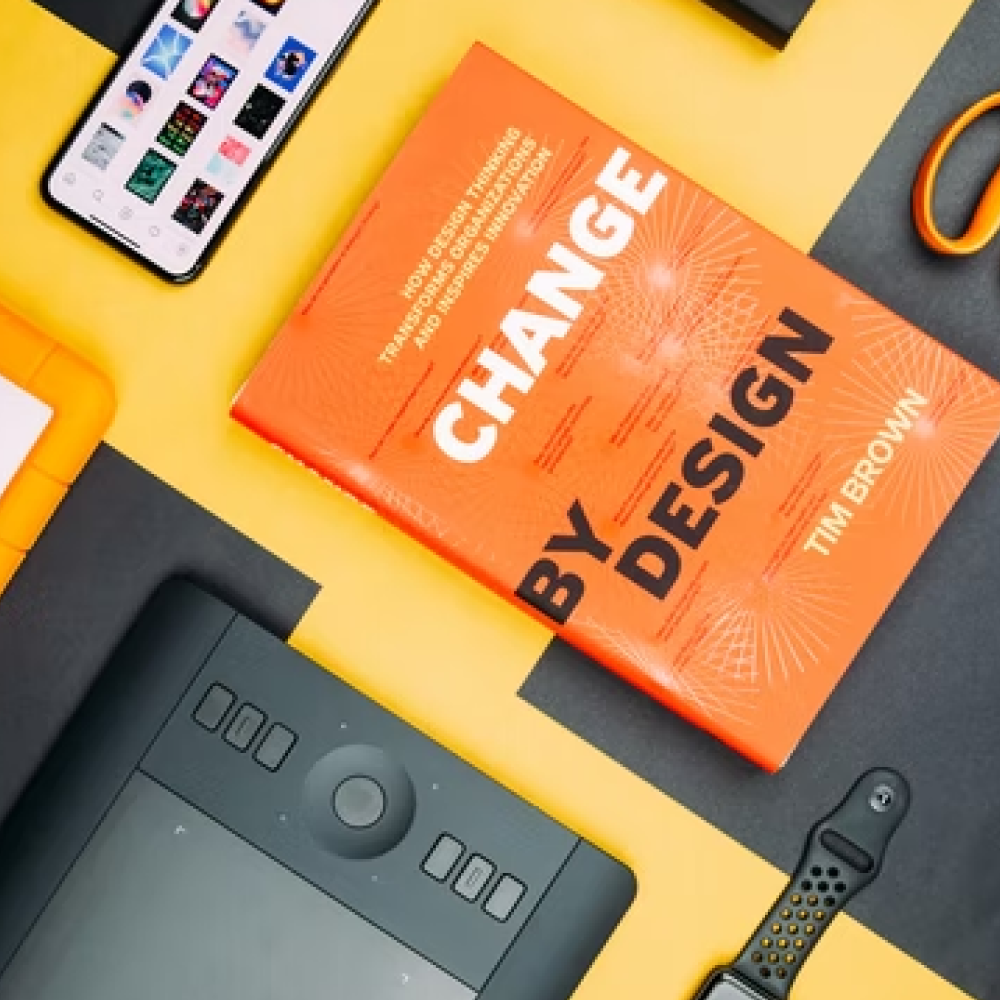 HOW DESIGN THINKING
TRANSFORMS ORGANIZATIONS
AND INSPIRES INNOVATION
CHANGE
BY
DESIGN
TIM BROWN